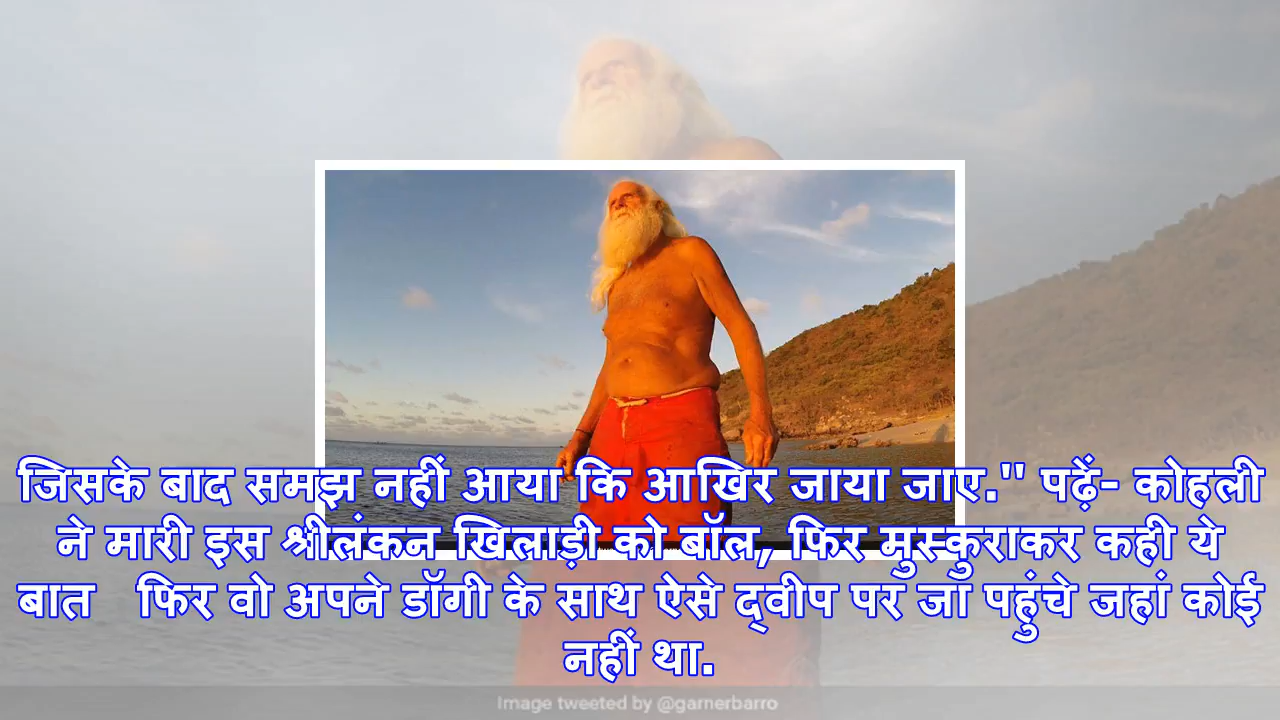 जिसके बाद समझ नहीं आया कि आखिर जाया जाए." पढ़ें- कोहली
ने मारी इस श्रीलंकन खिलाड़ी को बॉल, फिर मुस्कुराकर कही ये
बात फिर वो अपने डॉगी के साथ ऐसे द्वीप पर जा पहुंचे जहां कोई
नहीं था.
Image tweeted by @garnerbarro